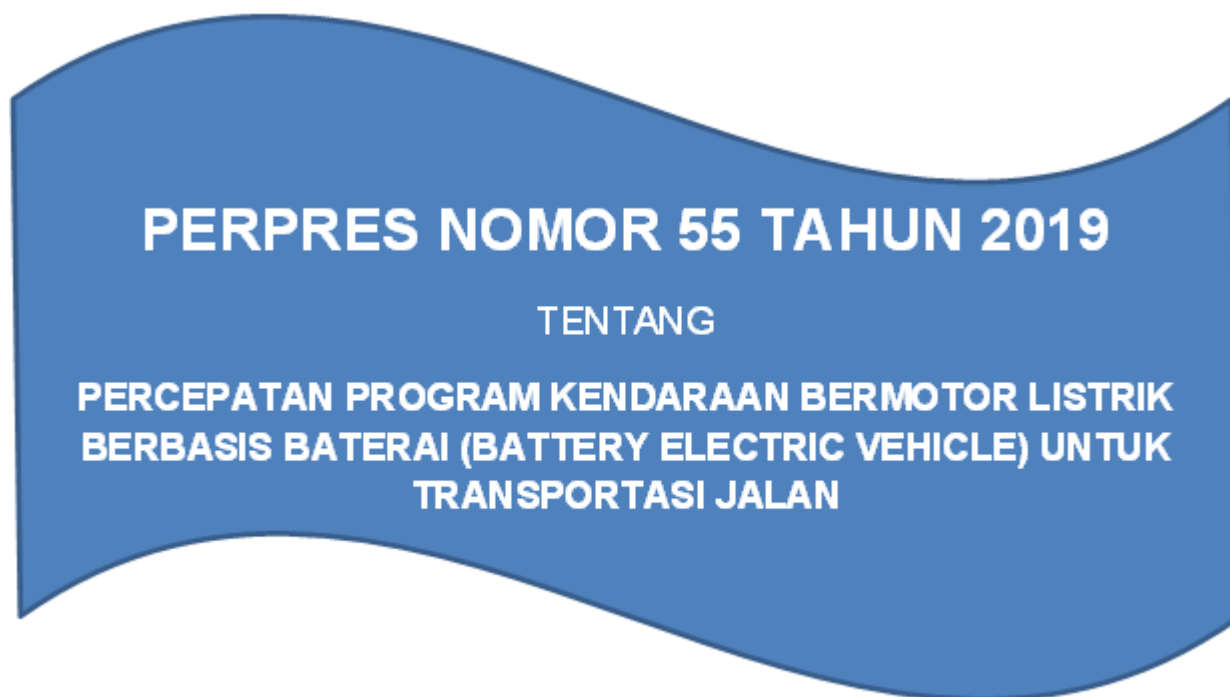 PERPRES NOMOR 55 TAHUN 2019
TENTANG
PERCEPATAN PROGRAM KENDARAAN BERMOTOR LISTRIK
BERBASIS BATERAI (BATTERY ELECTRIC VEHICLE) UNTUK
TRANSPORTASI JALAN